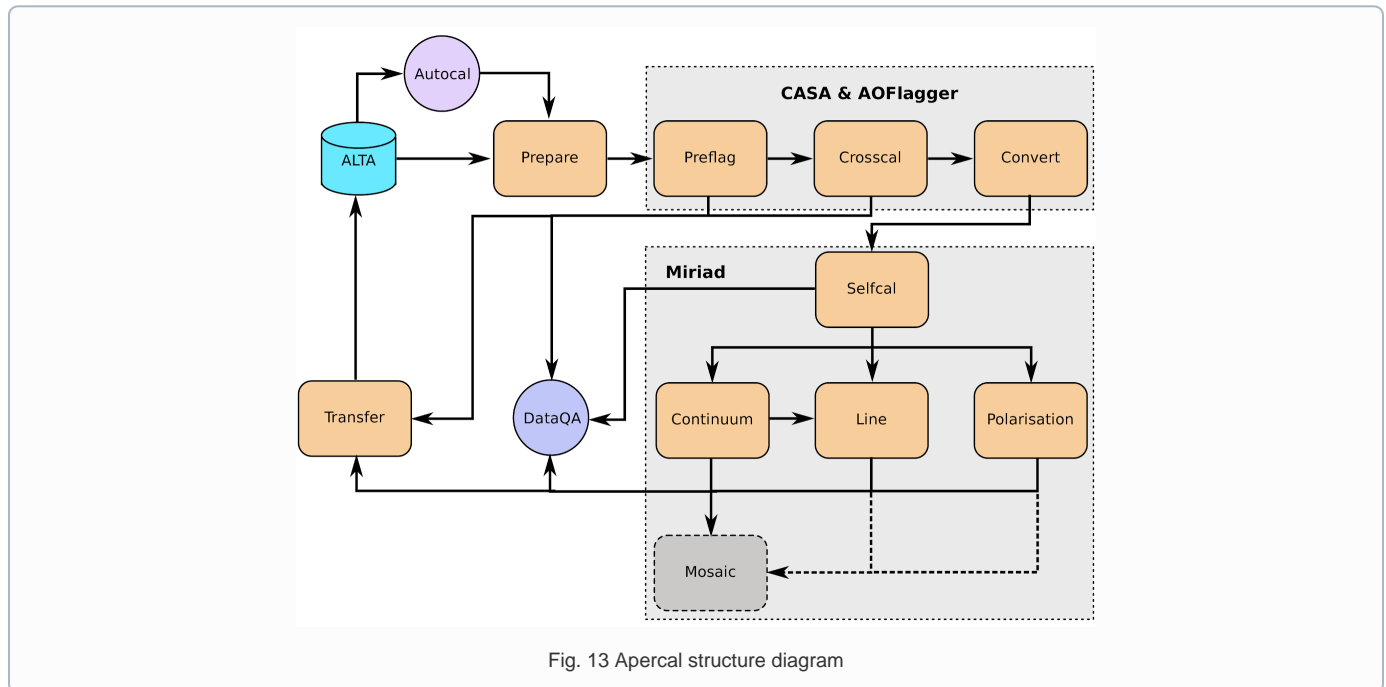 Autocal
CASA & AOFlagger
ALTA
Prepare
Preflag
Crosscal
Convert
Miriad
Selfcal
Transfer
DataQA
Continuum
Line
Polarisation
Mosaic
Fig. 13 Apercal structure diagram